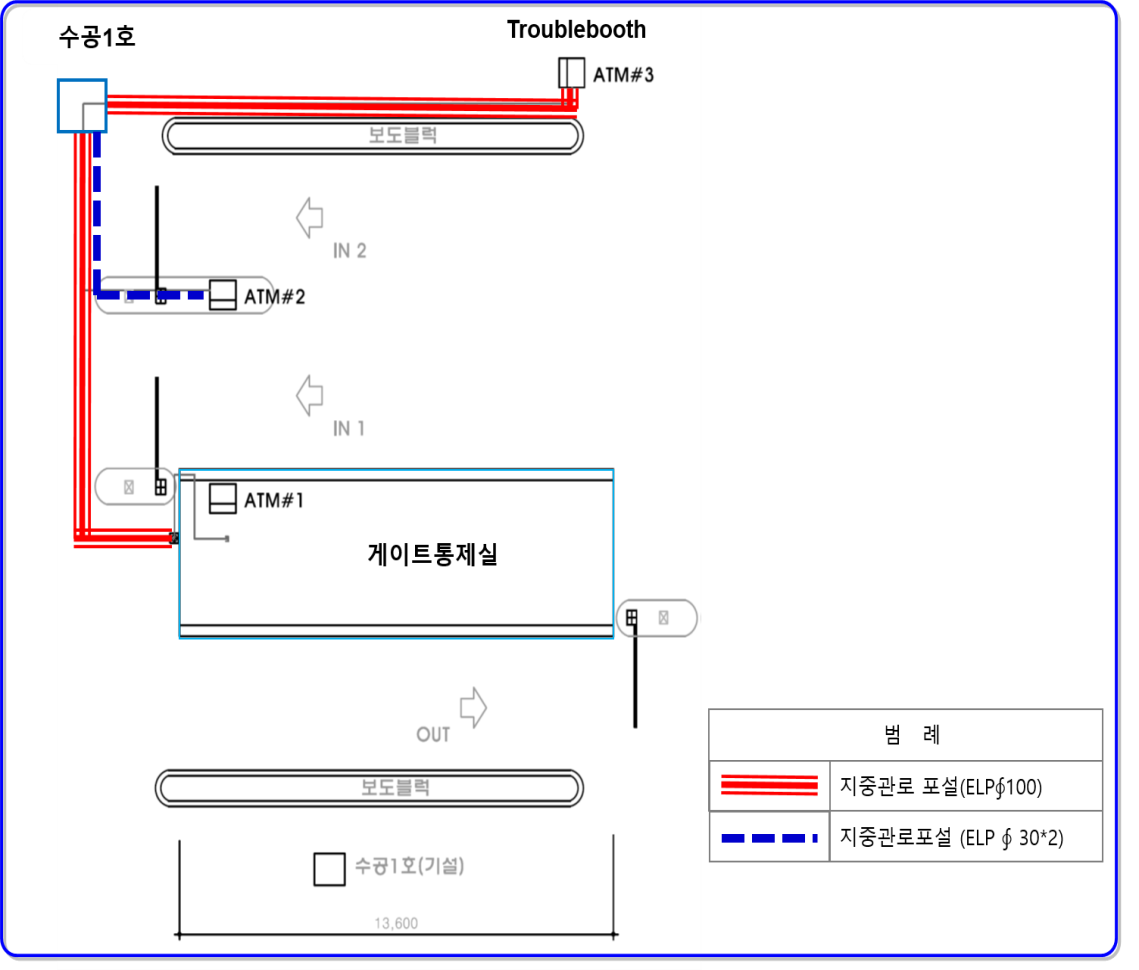 수공1호
Troublebooth
ATM#3
보도블럭
IN 2
ATM#2
IN 1
ATM#1
게이트통제실
OUT
보도블럭
수공1호(기설)
13,600
범 례
지중관로 포설(ELP∮100)
지중관로포설 (ELP ∮ 30*2)